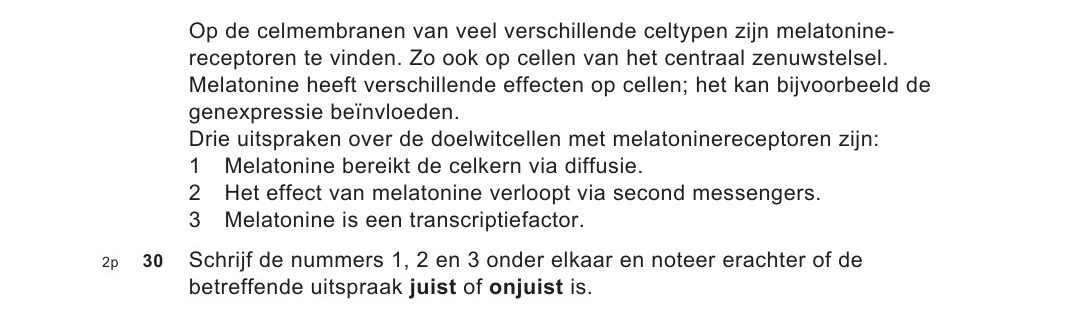 Op de celmembranen van veel verschillende celtypen zijn melatonine-
receptoren te vinden. Zo ook op cellen van het centraal zenuwstelsel.
Melatonine heeft verschillende effecten op cellen; het kan bijvoorbeeld de
genexpressie beïnvloeden.
Drie uitspraken over de doelwitcellen met melatoninereceptoren zijn:
1 Melatonine bereikt de celkern via diffusie.
2 Het effect van melatonine verloopt via second messengers.
3 Melatonine is een transcriptiefactor.
2p 30 Schrijf de nummers 1, 2 en 3 onder elkaar en noteer erachter of de
betreffende uitspraak juist of onjuist is.